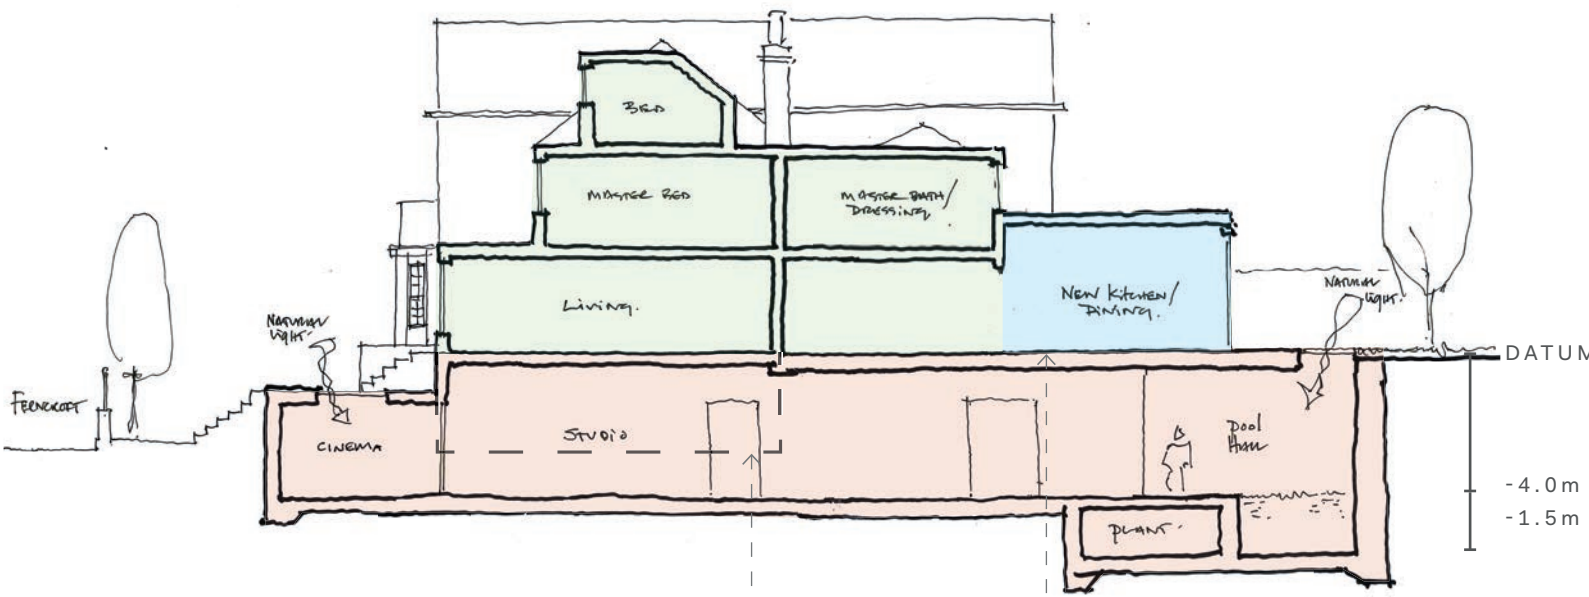 BED
MASTER BED
MASTER BATH/
DRESSING
LIVING.
NEW KITCHEN/
DINING.
NATURAL
LIGHT.
NATURAL
LIGHT.
DATUM
FERNCROFT
CINEMA
STUDIO
POOL
HALL
-4.0m
-1.5m
PLANT